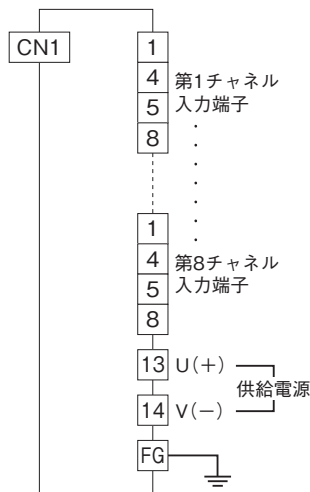 CN1
1
4
5
8
第1チャネル
入力端子
1
4
5
8
第8チャネル
入力端子
13 U(+)
供給電源
14 V(−)
FG